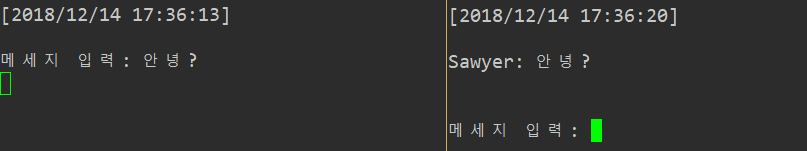 [2018/12/14 17:36:13]
메세지 입력: 안녕?
[2018/12/14 17:36:20]
Sawyer: 안녕?
메세지 입력: